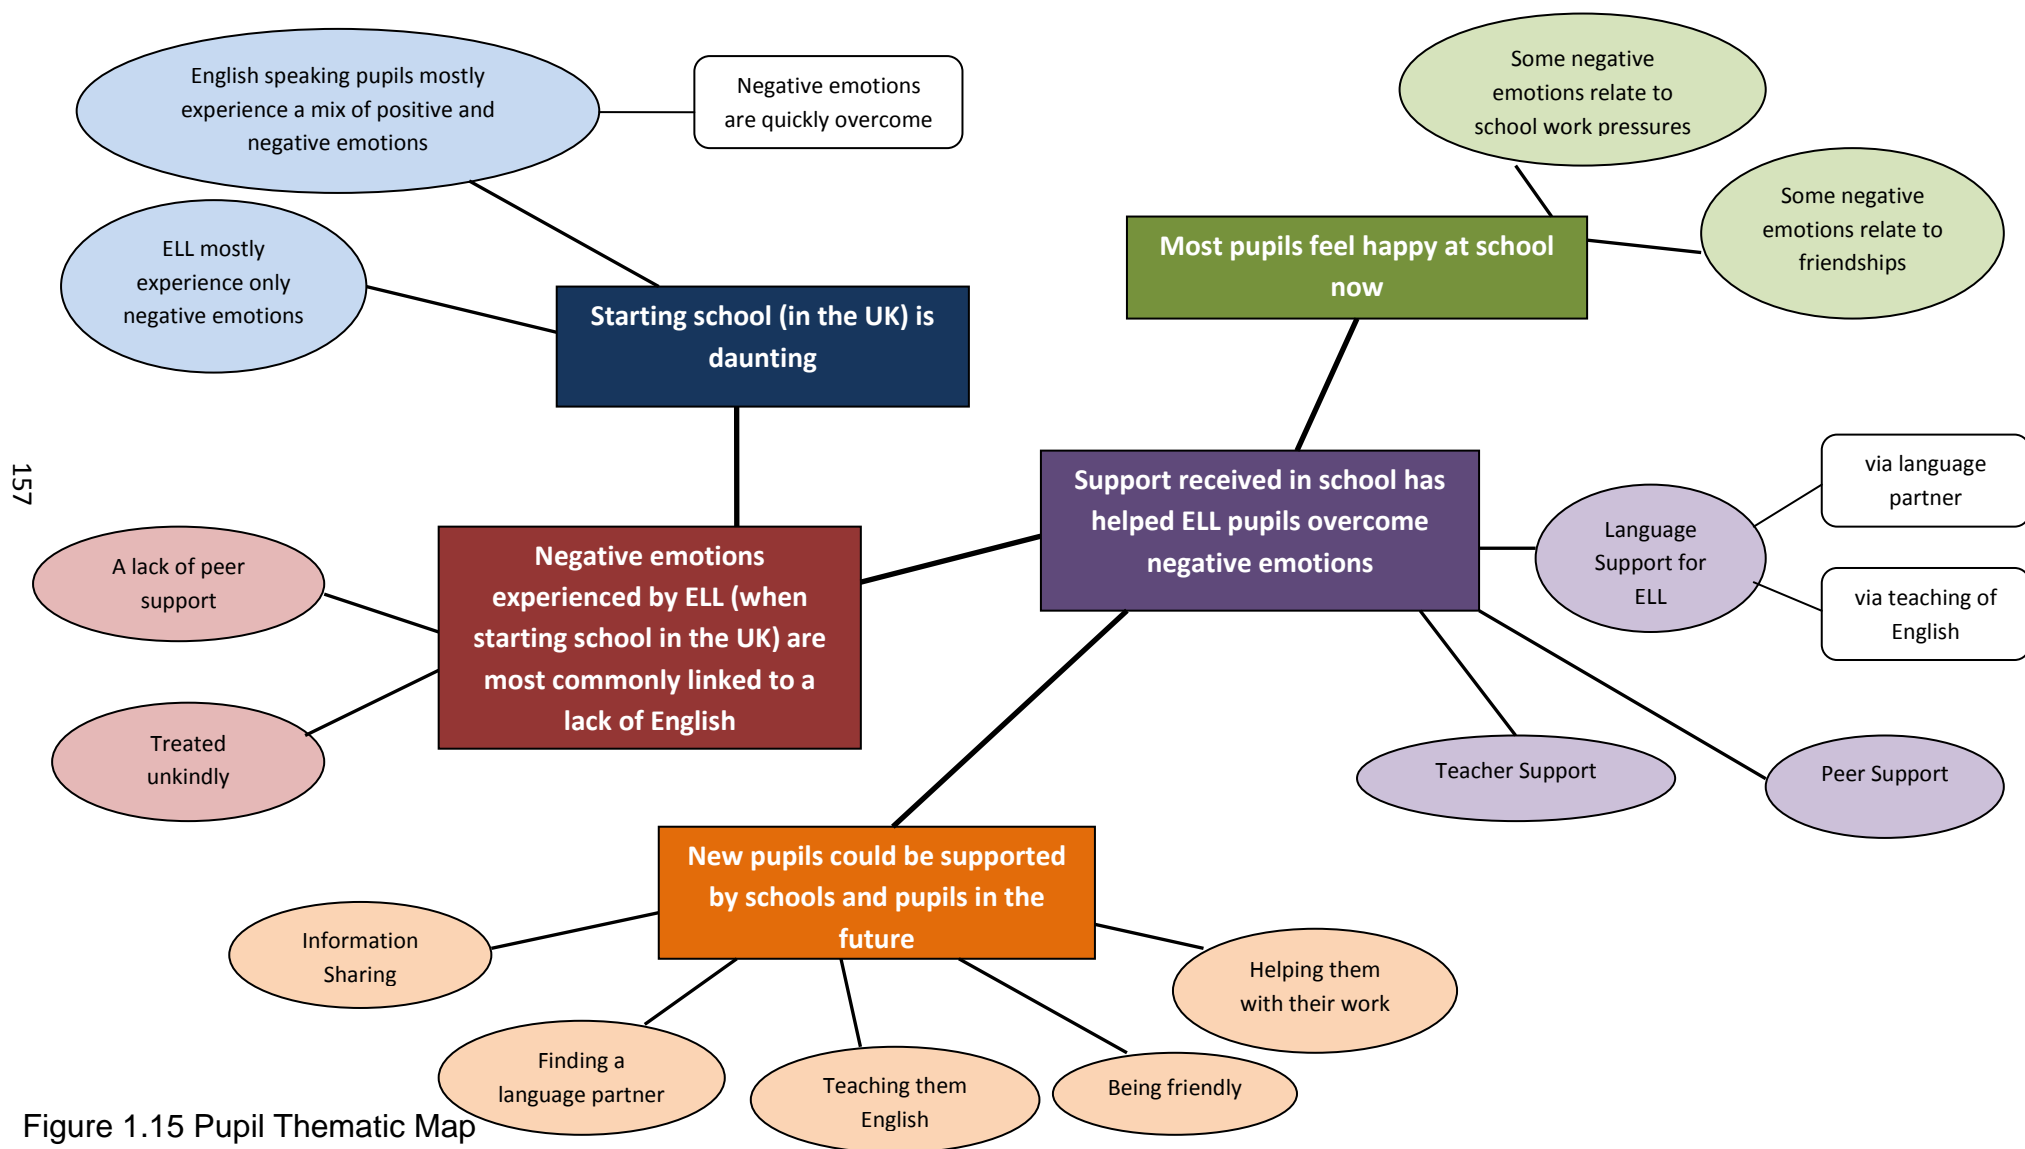 English speaking pupils mostly
experience a mix of positive and
negative emotions
Negative emotions
are quickly overcome
ELL mostly
experience only
negative emotions
Starting school (in the UK) is
daunting
Some negative
emotions relate to
school work pressures
Some negative
emotions relate to
friendships
Most pupils feel happy at school
now
157
A lack of peer
support
Treated
unkindly
Negative emotions
experienced by ELL (when
starting school in the UK) are
most commonly linked to a
lack of English
Support received in school has
helped ELL pupils overcome
negative emotions
Language
Support for
ELL
via language
partner
via teaching of
English
Teacher Support
Peer Support
New pupils could be supported
by schools and pupils in the
future
Information
Sharing
Finding a
language partner
Teaching them
English
Being friendly
Helping them
with their work
Figure 1.15 Pupil Thematic Map